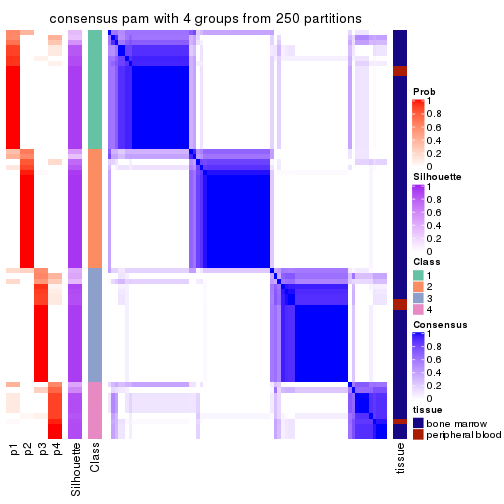 consensus pam with 4 groups from 250 partitions
Prob
1
0.8
0.6
0.4
0.2
0
Silhouette
1
0.8
0.6
0.4
0.2
0
Class
1
2
3
4
Consensus
1
0.8
0.6
0.4
0.2
0
tissue
bone marrow
peripheral blood
p1
p2
p3
p4
Silhouette
Class
tissue